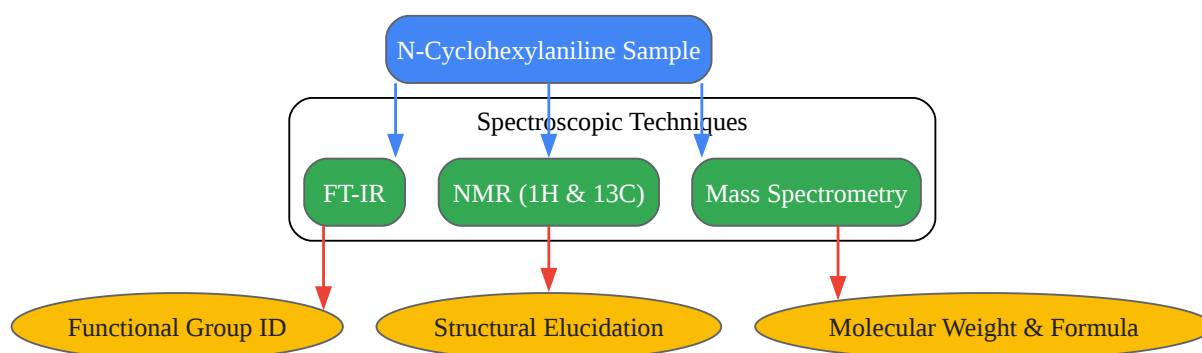 N-Cyclohexylaniline Sample
Spectroscopic Techniques
FT-IR
NMR (1H & 13C)
Mass Spectrometry
Functional Group ID
Structural Elucidation
Molecular Weight & Formula